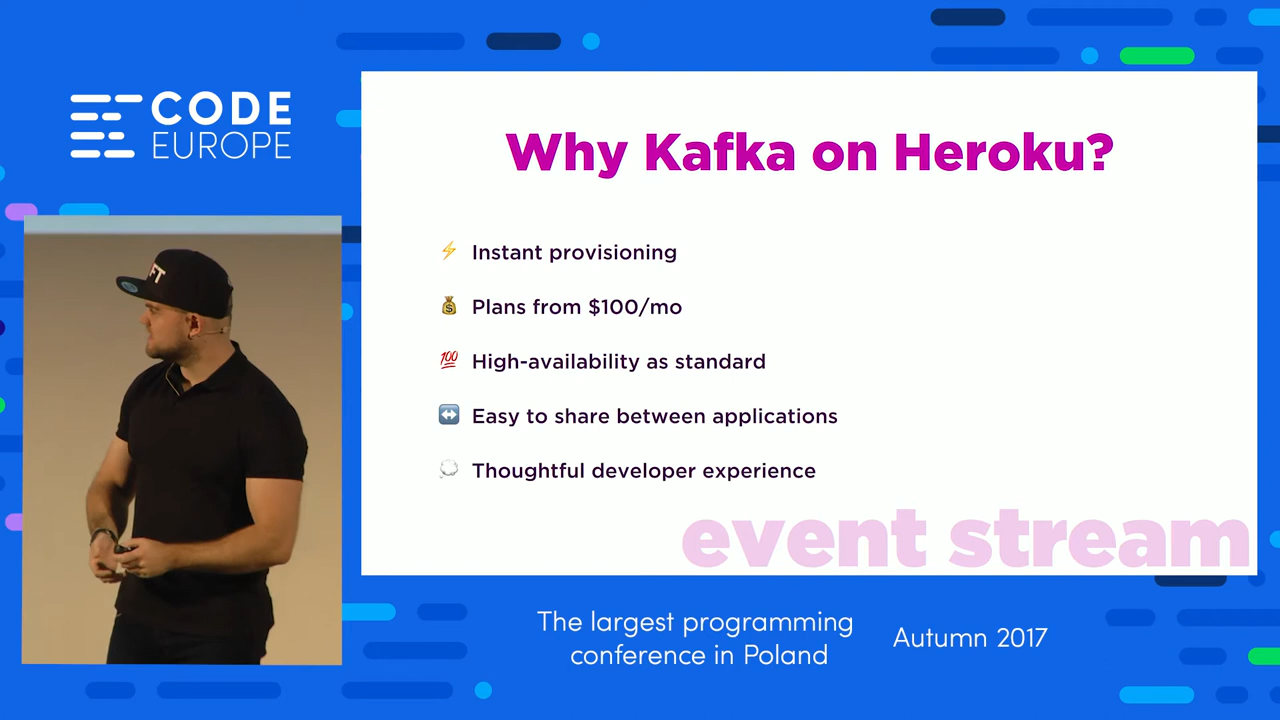 CODE
EUROPE
Why Kafka on Heroku?
⚡ Instant provisioning
💰 Plans from $100/mo
💯 High-availability as standard
↔️ Easy to share between applications
💭 Thoughtful developer experience
event stream
The largest programming
conference in Poland
Autumn 2017